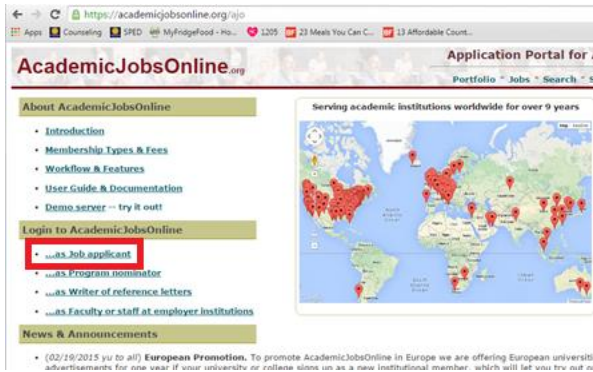 https://academicjobsonline.org/ajo
Apps Counseling SPED MyFridgeFood - Ho... 1205 23 Meals You Can C... 13 Affordable Count...
AcademicJobsOnline.org
Application Portal for
Portfolio Jobs Search
About AcademicJobsOnline
Introduction
Membership Types & Fees
Workflow & Features
User Guide & Documentation
Demo server -- try it out!
Login to AcademicJobsOnline
...as Job applicant
...as Program nominator
...as Writer of reference letters
...as Faculty or staff at employer institutions
Serving academic institutions worldwide for over 9 years
News & Announcements
(02/19/2015 yu to all) European Promotion. To promote AcademicJobsOnline in Europe we are offering European
advertisements for one year if your university or college signs up as a new institutional member, which will let you try out